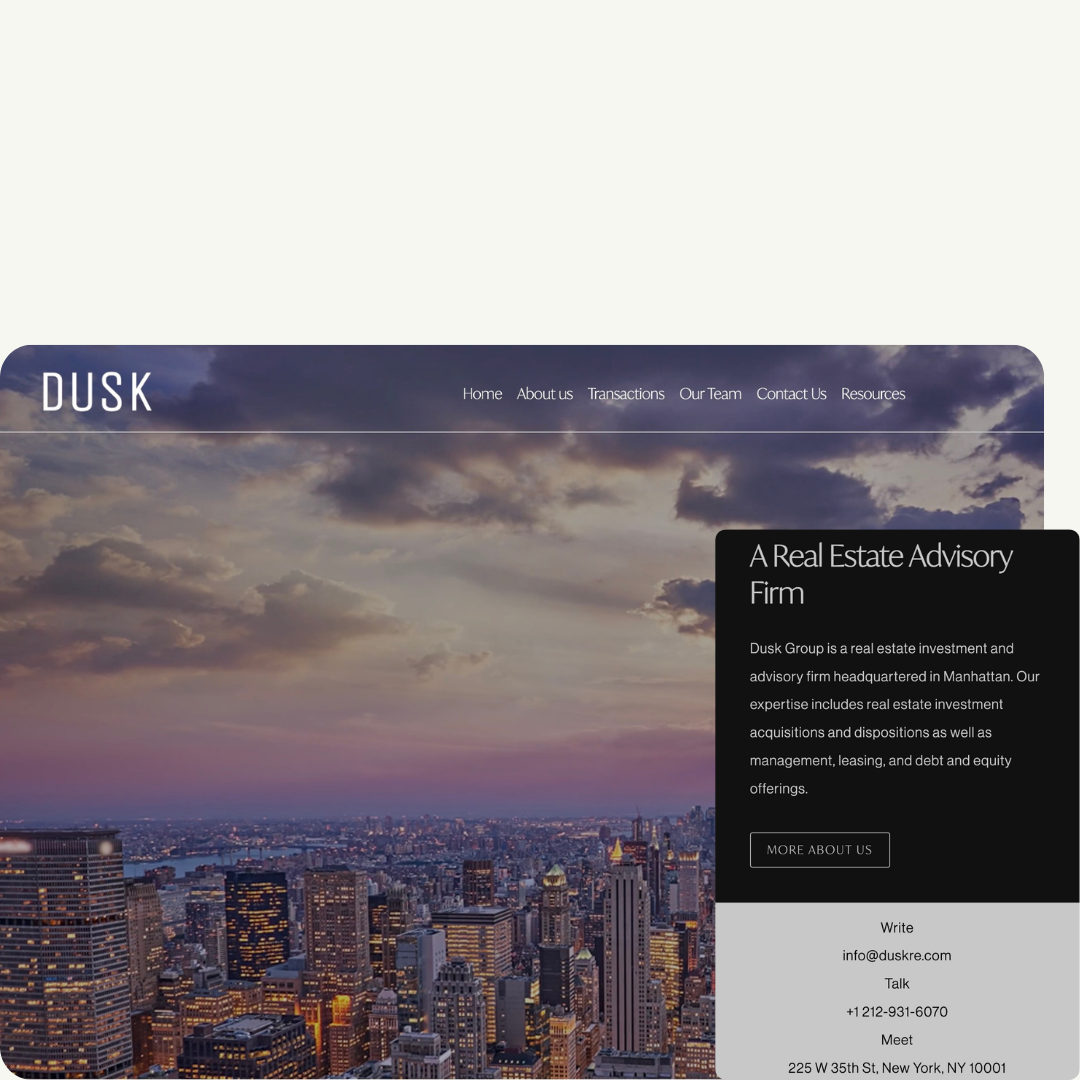 DUSK
Home About us Transactions Our Team Contact Us Resources
A Real Estate Advisory
Firm
Dusk Group is a real estate investment and
advisory firm headquartered in Manhattan. Our
expertise includes real estate investment
acquisitions and dispositions as well as
management, leasing, and debt and equity
offerings.
MORE ABOUT US
Write
info@duskre.com
Talk
+1 212-931-6070
Meet
225 W 35th St, New York, NY 10001